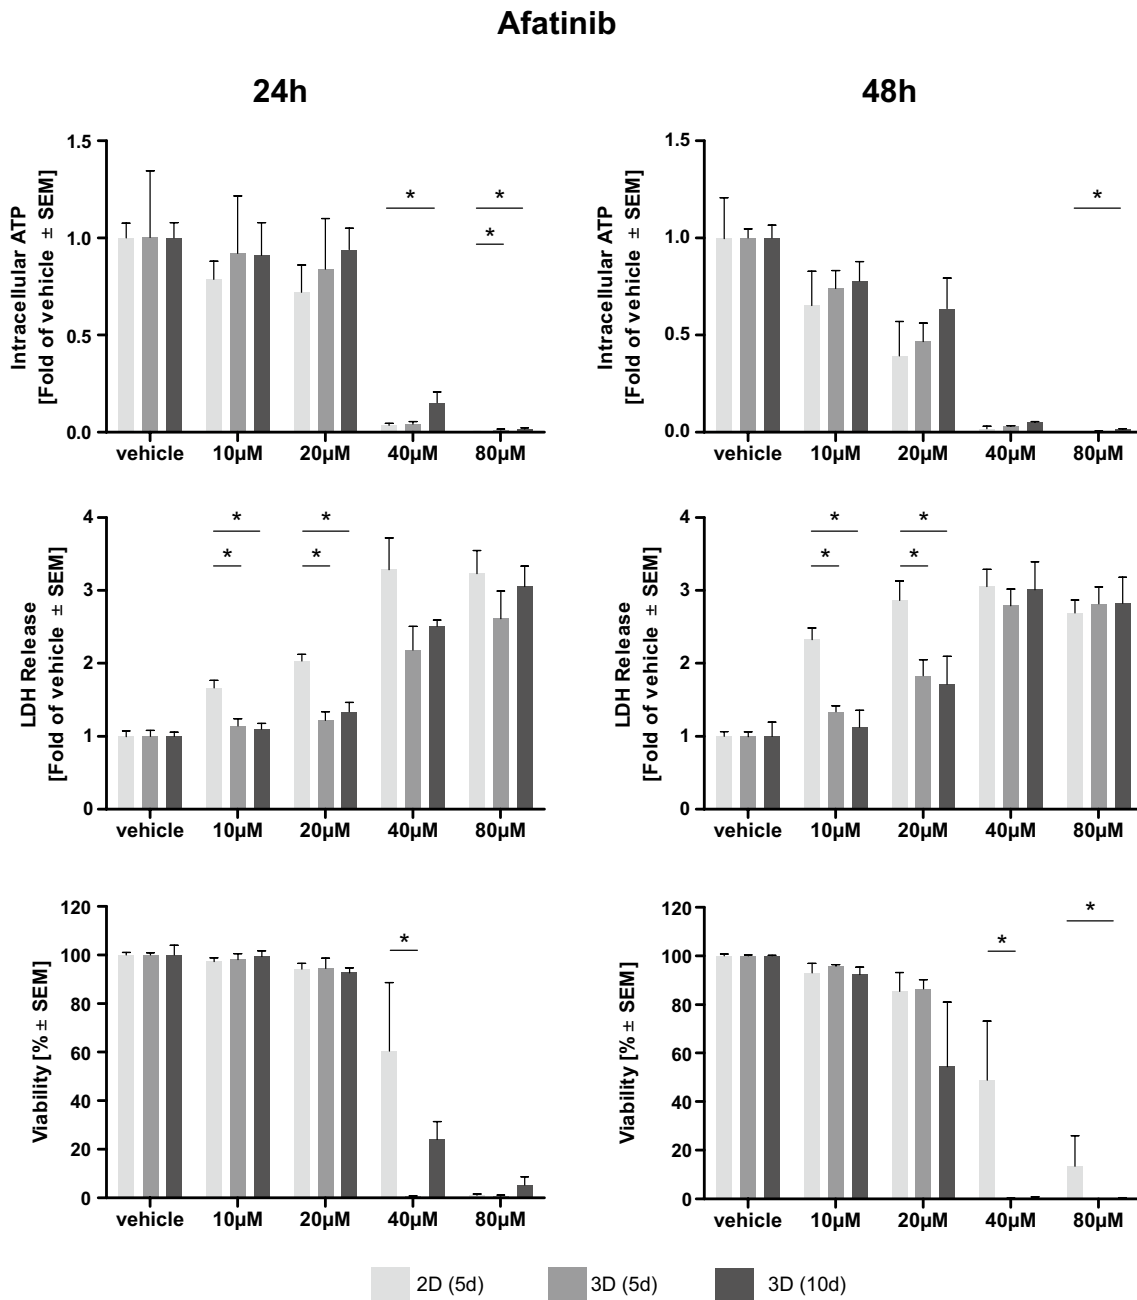 Afatinib
24h
48h
Intracellular ATP
[Fold of vehicle ± SEM]
1.5
1.0
0.5
0.0
* * *
vehicle 10µM 20µM 40µM 80µM
Intracellular ATP
[Fold of vehicle ± SEM]
1.5
1.0
0.5
0.0
*
vehicle 10µM 20µM 40µM 80µM
LDH Release
[Fold of vehicle ± SEM]
4
3
2
1
0
* * * *
vehicle 10µM 20µM 40µM 80µM
LDH Release
[Fold of vehicle ± SEM]
4
3
2
1
0
* * * *
vehicle 10µM 20µM 40µM 80µM
Viability [% ± SEM]
120
100
80
60
40
20
0
*
vehicle 10µM 20µM 40µM 80µM
Viability [% ± SEM]
120
100
80
60
40
20
0
* *
vehicle 10µM 20µM 40µM 80µM
2D (5d) 3D (5d) 3D (10d)